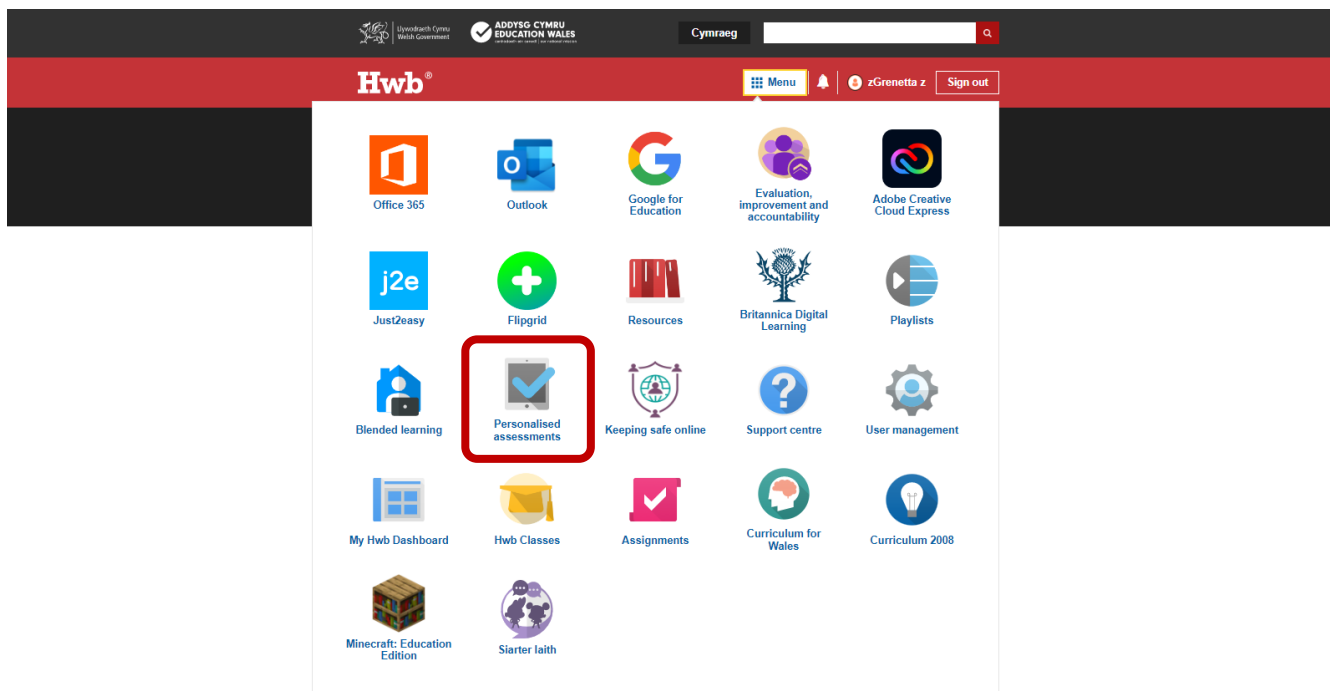 Llywodraeth Cymru
Welsh Government
ADDYSG CYMRU
EDUCATION WALES
Cymraeg
Hwb®
Menu
zGrenetta z
Sign out
Office 365
O
Outlook
Google for
Education
Evaluation,
improvement and
accountability
Adobe Creative
Cloud Express
j2e
Just2easy
Flipgrid
Resources
Britannica Digital
Learning
Playlists
Blended learning
Personalised
assessments
Keeping safe online
?
Support centre
User management
My Hwb Dashboard
Hwb Classes
Assignments
Curriculum for
Wales
Curriculum 2008
Minecraft: Education
Edition
Siarter Iaith